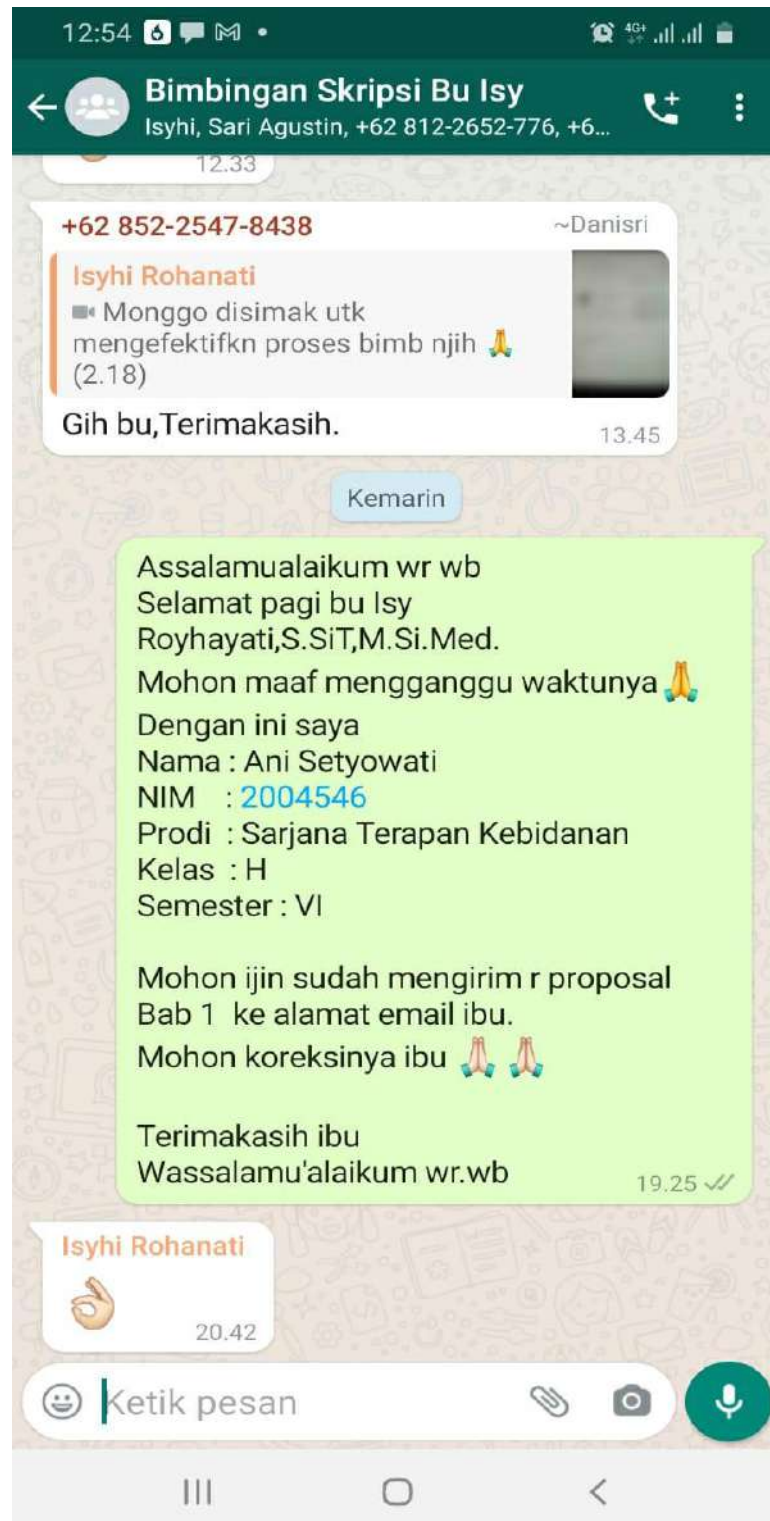 12:54
4G+
Bimbingan Skripsi Bu Isy
Isyhi, Sari Agustin, +62 812-2652-776, +6...
12.33
+62 852-2547-8438 ~Danisri
Isyhi Rohanati
Monggo disimak utk
mengefektifkn proses bimb njih 🙏
(2.18)
Gih bu,Terimakasih.
13.45
Kemarin
Assalamualaikum wr wb
Selamat pagi bu Isy
Royhayati,S.SiT,M.Si.Med.
Mohon maaf mengganggu waktunya🙏
Dengan ini saya
Nama : Ani Setyowati
NIM : 2004546
Prodi : Sarjana Terapan Kebidanan
Kelas : H
Semester : VI
Mohon ijin sudah mengirim r proposal
Bab 1 ke alamat email ibu.
Mohon koreksinya ibu 🙏🏻 🙏🏻
Terimakasih ibu
Wassalamu'alaikum wr.wb
19.25
Isyhi Rohanati
👌🏻
20.42
Ketik pesan